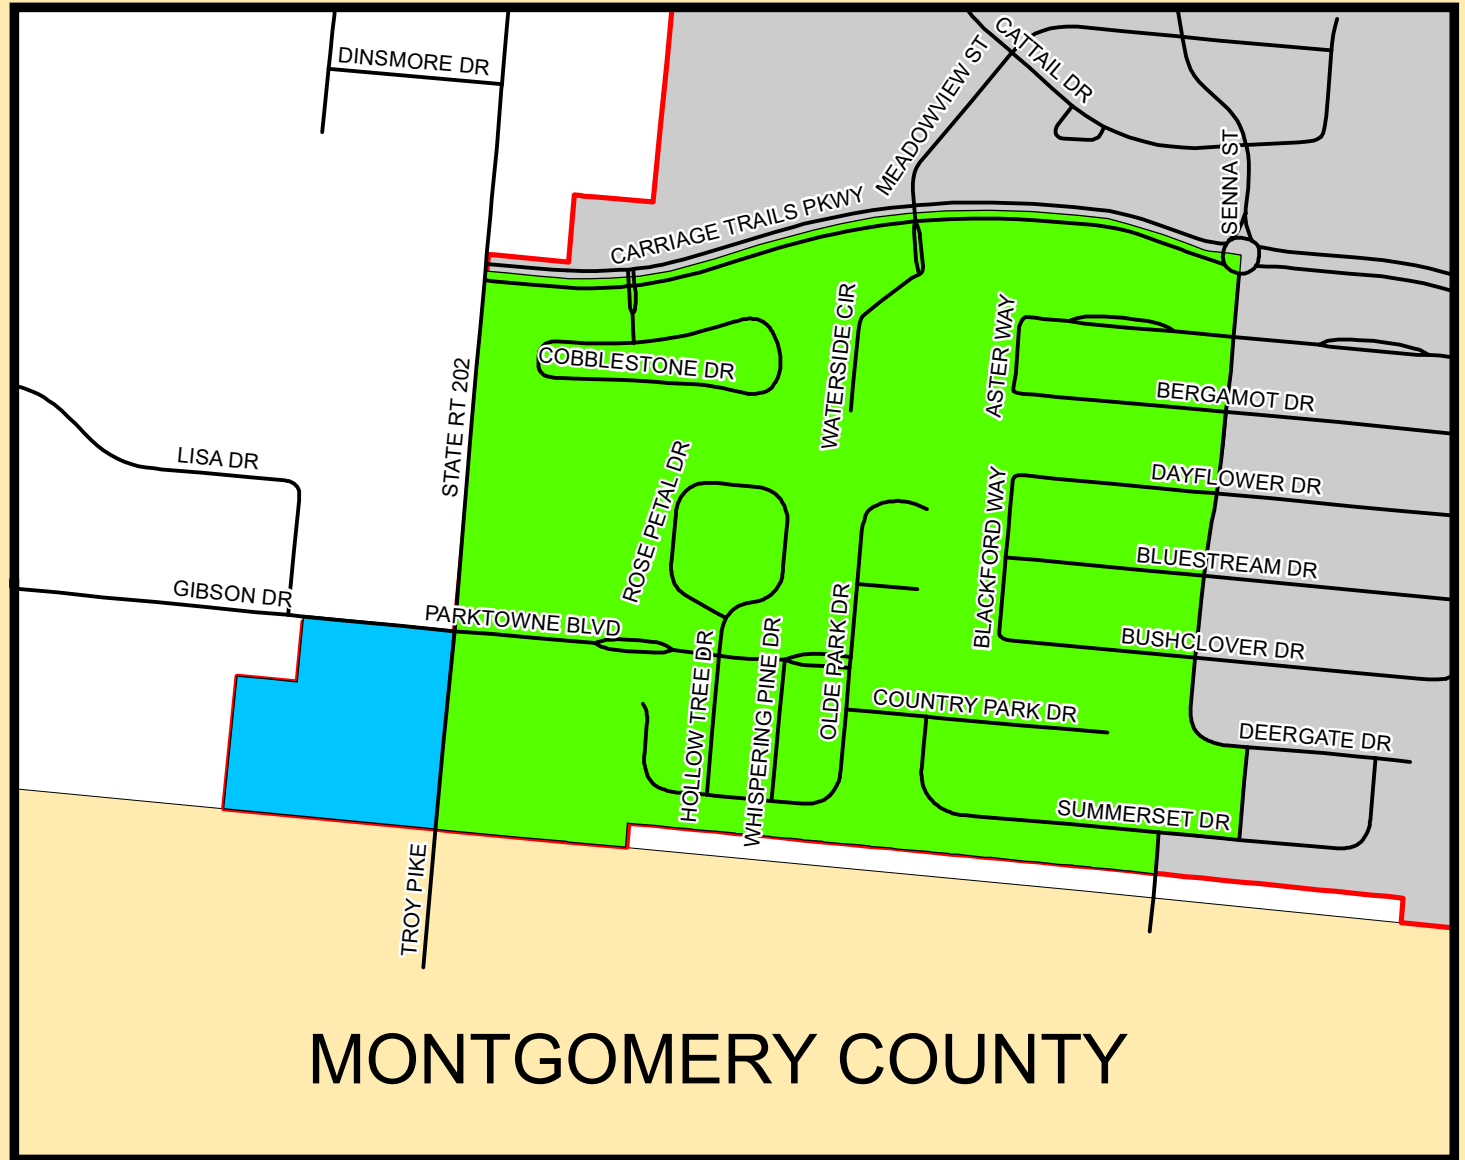 CATTAIL DR
DINSMORE DR
MEADOWVIEW ST
SENNA ST
CARRIAGE TRAILS PKWY
WATERSIDE CIR
ASTER WAY
COBBLESTONE DR
STATE RT 202
BERGAMOT DR
LISA DR
ROSE PETAL DR
DAYFLOWER DR
BLACKFORD WAY
BLUESTREAM DR
GIBSON DR
PARKTOWNE BLVD
OLDE PARK DR
BUSHCLOVER DR
HOLLOW TREE DR
WHISPERING PINE DR
COUNTRY PARK DR
DEERGATE DR
SUMMERSET DR
TROY PIKE
MONTGOMERY COUNTY